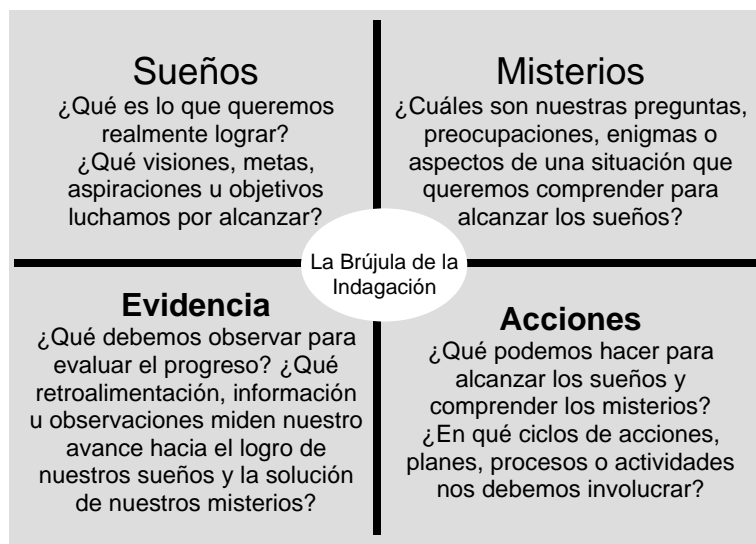 Sueños
¿Qué es lo que queremos
realmente lograr?
¿Qué visiones, metas,
aspiraciones u objetivos
luchamos por alcanzar?
Misterios
¿Cuáles son nuestras preguntas,
preocupaciones, enigmas o
aspectos de una situación que
queremos comprender para
alcanzar los sueños?
La Brújula de la
Indagación
Evidencia
¿Qué debemos observar para
evaluar el progreso? ¿Qué
retroalimentación, información
u observaciones miden nuestro
avance hacia el logro de
nuestros sueños y la solución
de nuestros misterios?
Acciones
¿Qué podemos hacer para
alcanzar los sueños y
comprender los misterios?
¿En qué ciclos de acciones,
planes, procesos o actividades
nos debemos involucrar?